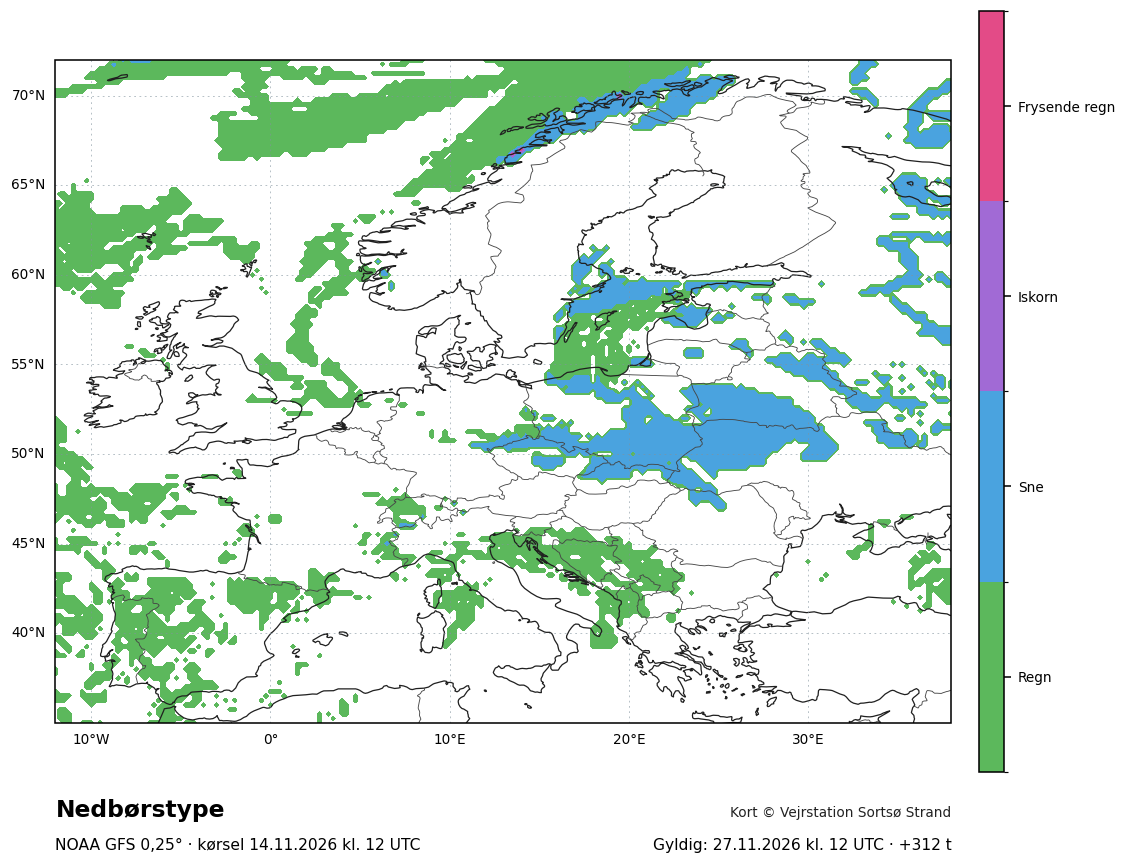 Frysende regn
Iskorn
Sne
Regn
70°N
65°N
60°N
55°N
50°N
45°N
40°N
10°W
0°
10°E
20°E
30°E
Nedbørstype
Kort © Vejrstation Sortsø Strand
NOAA GFS 0,25° · kørsel 14.11.2026 kl. 12 UTC
Gyldig: 27.11.2026 kl. 12 UTC · +312 t